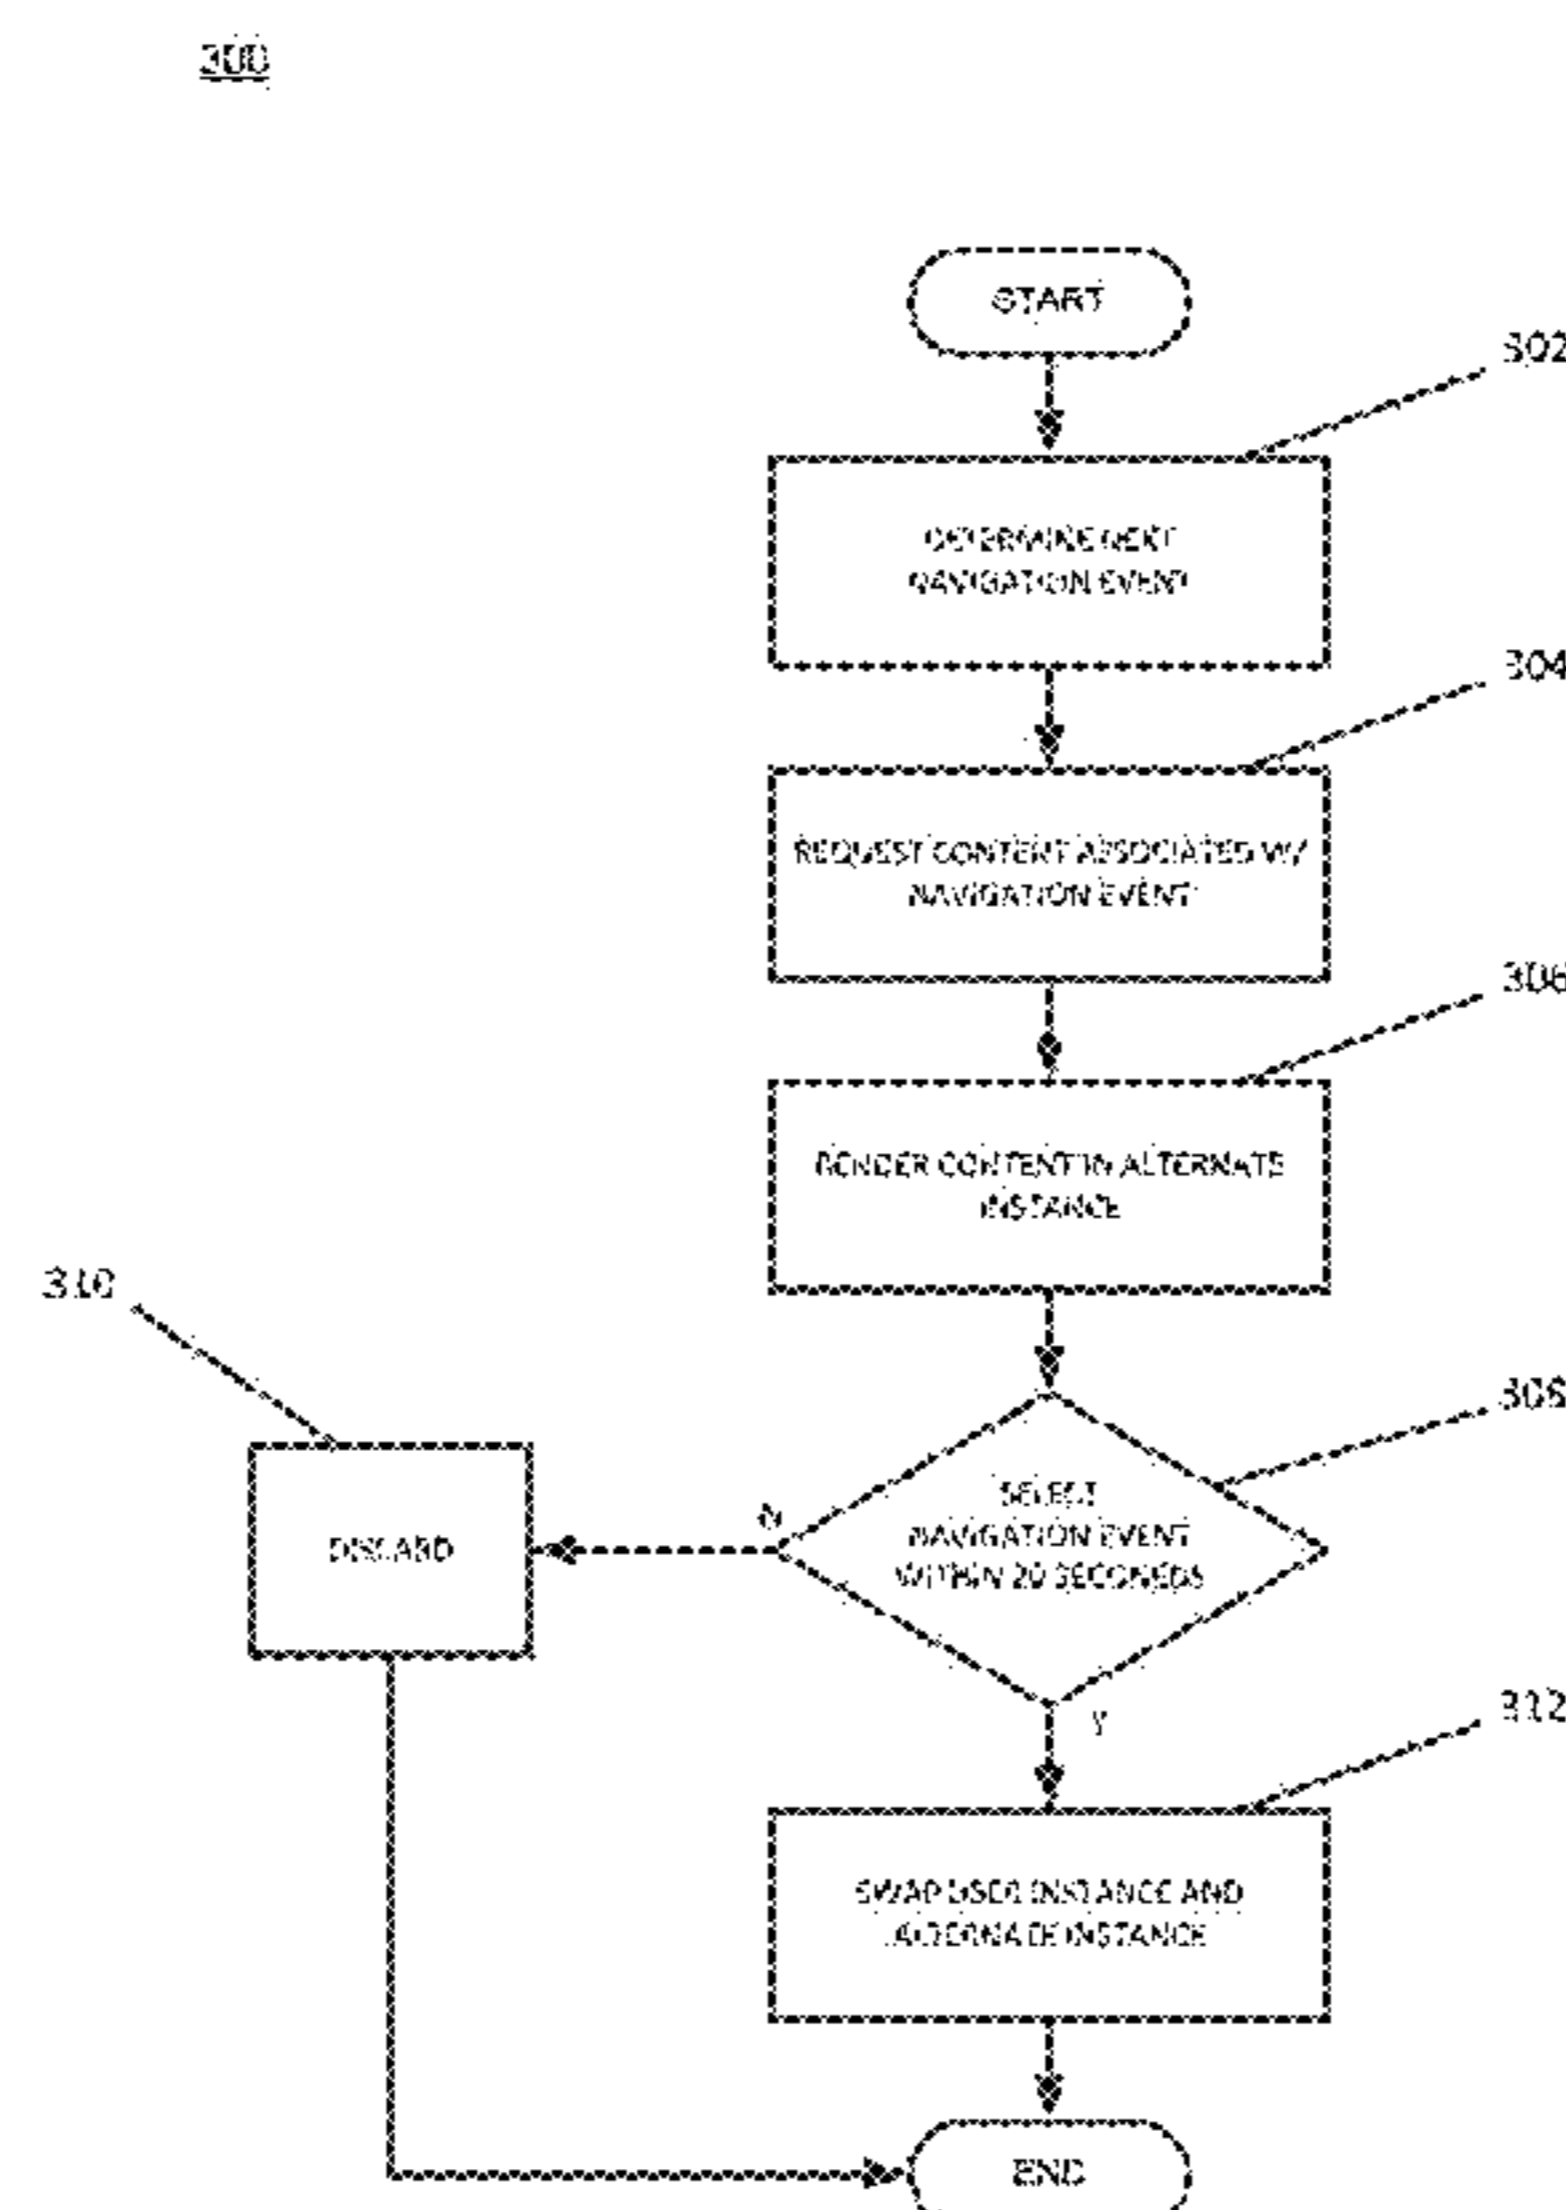 300
START
302
DETERMINE NEXT
NAVIGATION EVENT
304
REQUEST CONTENT ASSOCIATED W/
NAVIGATION EVENT
306
RENDER CONTENT IN ALTERNATE
INSTANCE
310
308
SELECT
NAVIGATION EVENT
WITHIN 20 SECONEDS
N
DISCARD
Y
312
SWAP USER INSTANCE AND
ALTERNATE INSTANCE
END